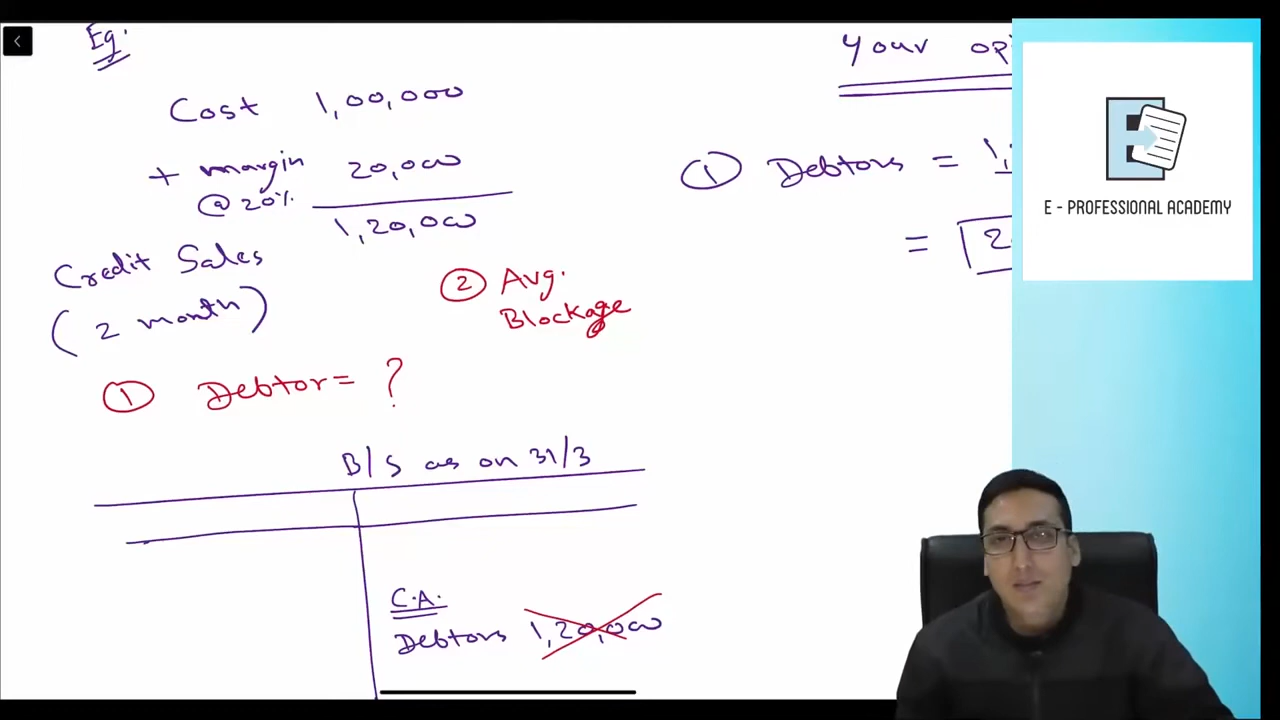 Eg.
Cost 1,00,000
+ margin 20,000
@ 20%
1,20,000
Credit Sales
(2 month)
② Avg.
Blockage
① Debtor = ?
B/S as on 31/3
C.A.
Debtors 1,20,000
Your
① Debtors =
=
E - PROFESSIONAL ACADEMY